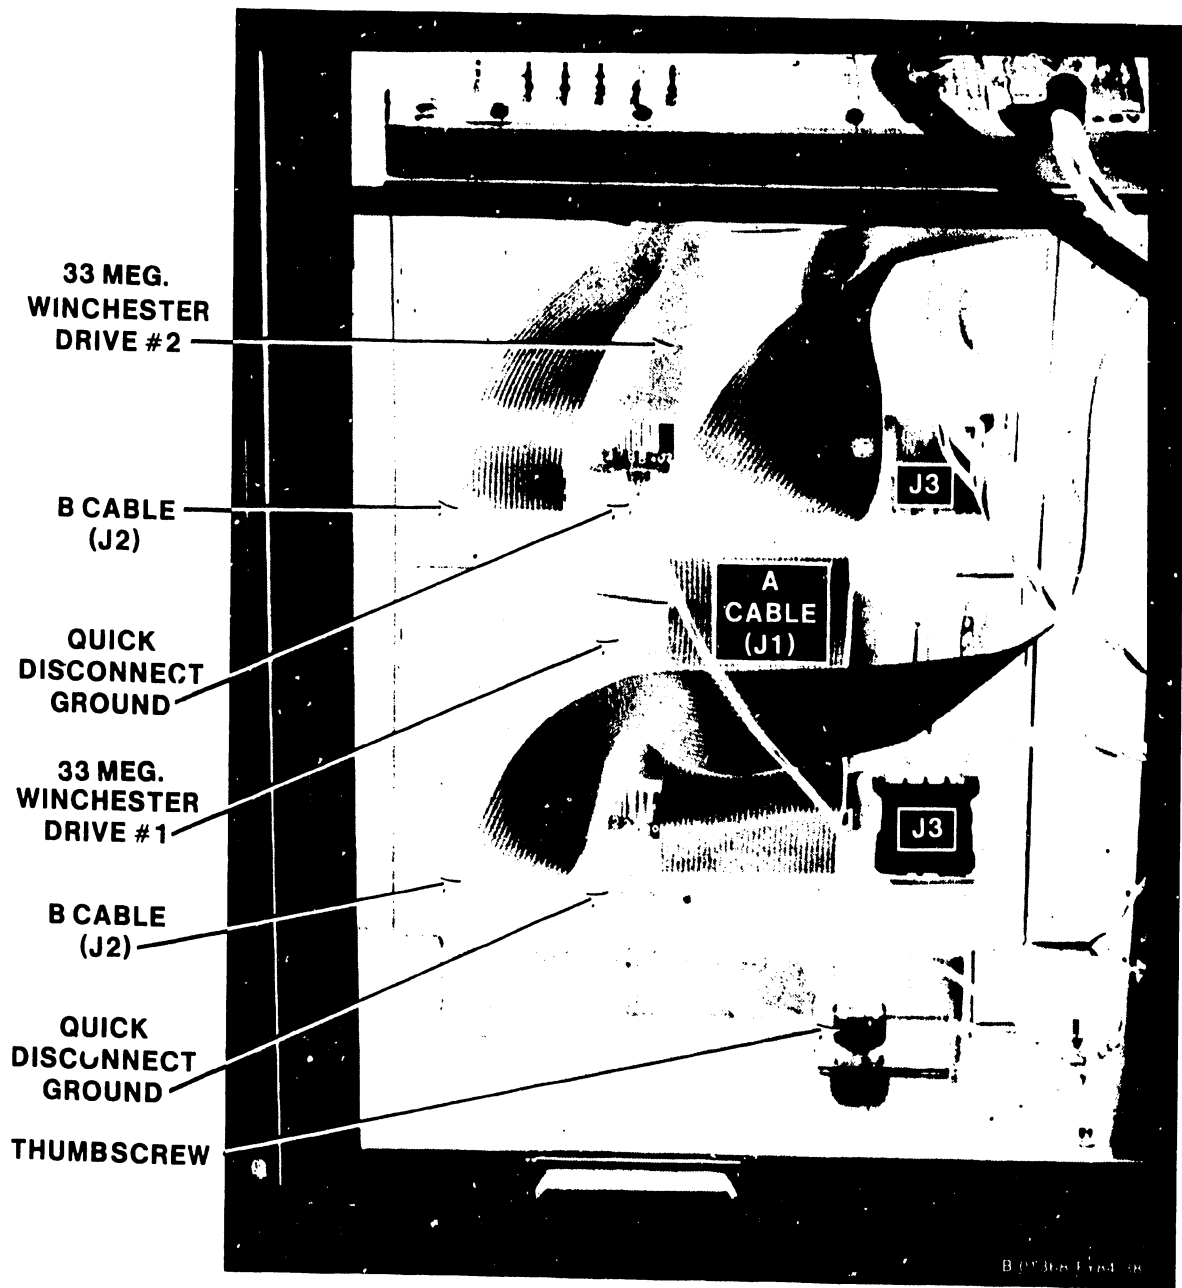 33 MEG.
WINCHESTER
DRIVE #2
B CABLE
(J2)
QUICK
DISCONNECT
GROUND
33 MEG.
WINCHESTER
DRIVE #1
B CABLE
(J2)
QUICK
DISCONNECT
GROUND
THUMBSCREW
J3
A
CABLE
(J1)
J3